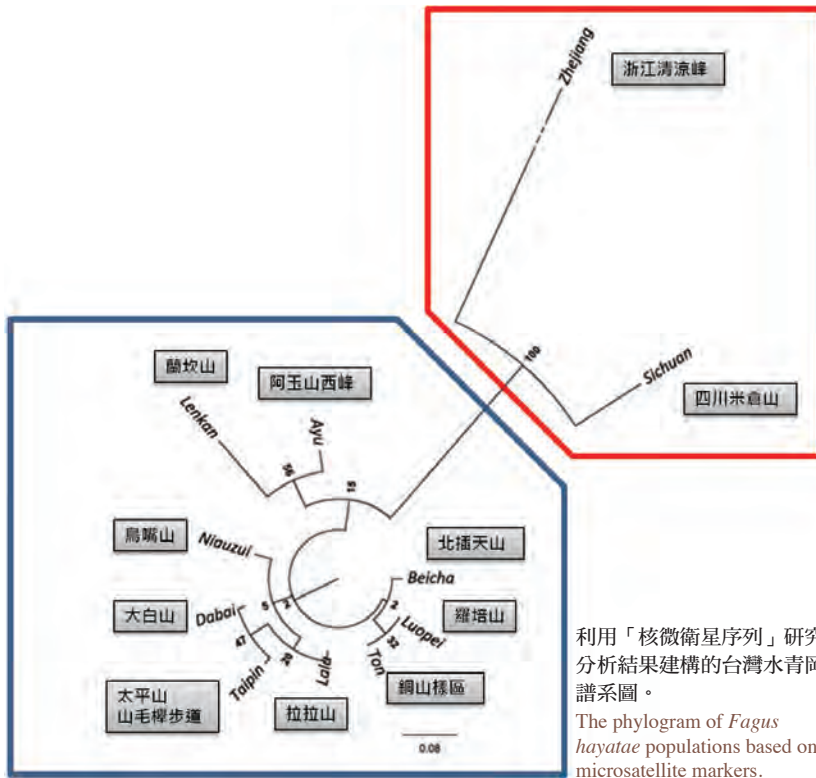 Zhejiang
浙江清涼峰
100
Sichuan
四川米倉山
蘭坎山
阿玉山西峰
Lenkan
Ayu
56
15
鳥嘴山
Niauzui
北插天山
Beicha
大白山
Dabai
5
2
2
Luopei
羅培山
47
32
Taipin
20
Lala
Ton
銅山樣區
太平山
山毛櫸步道
拉拉山
0.08
利用「核微衛星序列」研究
分析結果建構的台灣水青岡
譜系圖。
The phylogram of Fagus
hayatae populations based on
microsatellite markers.